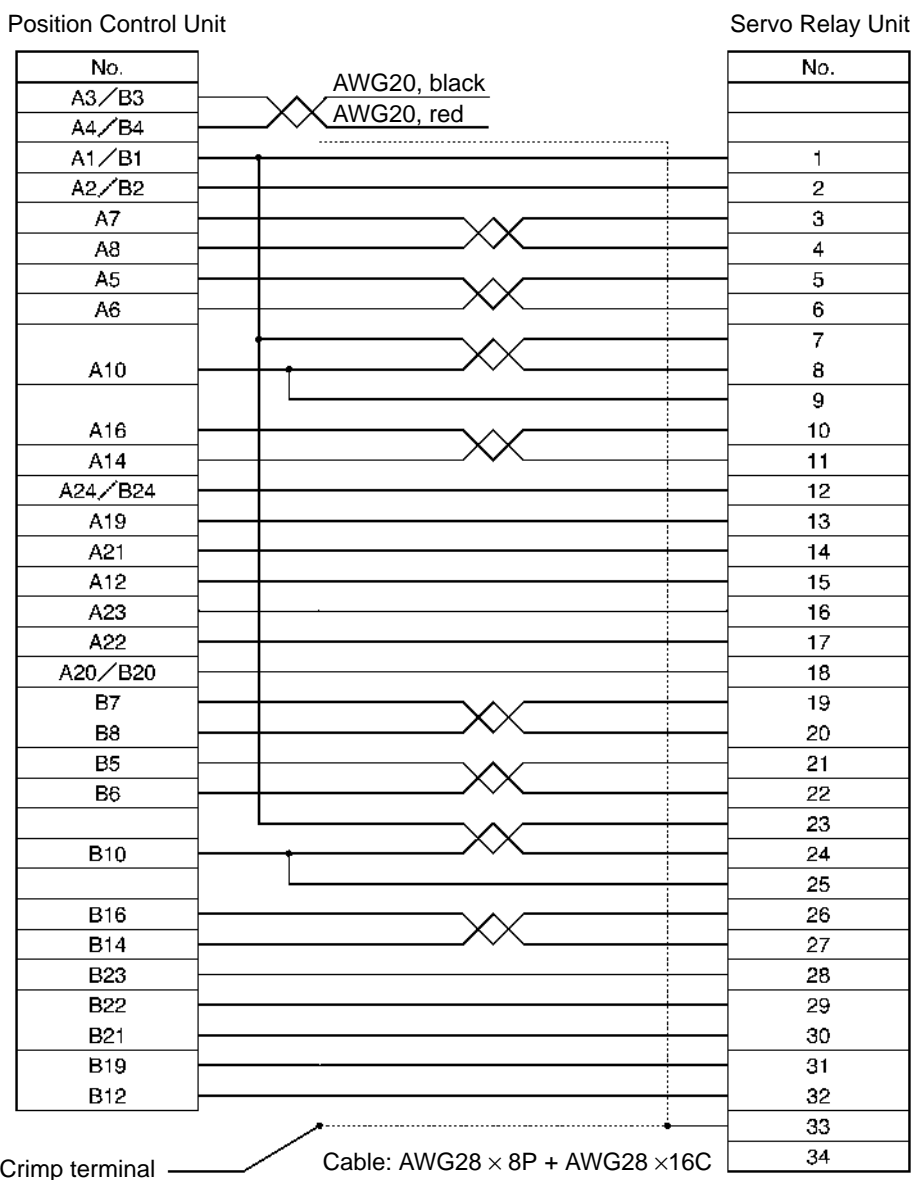 Position Control Unit Servo Relay Unit
No. No.
A3/B3 AWG20, black
A4/B4 AWG20, red
A1/B1 1
A2/B2 2
A7 3
A8 4
A5 5
A6 6
7
A10 8
9
A16 10
A14 11
A24/B24 12
A19 13
A21 14
A12 15
A23 16
A22 17
A20/B20 18
B7 19
B8 20
B5 21
B6 22
23
B10 24
25
B16 26
B14 27
B23 28
B22 29
B21 30
B19 31
B12 32
33
Crimp terminal Cable: AWG28 × 8P + AWG28 ×16C 34